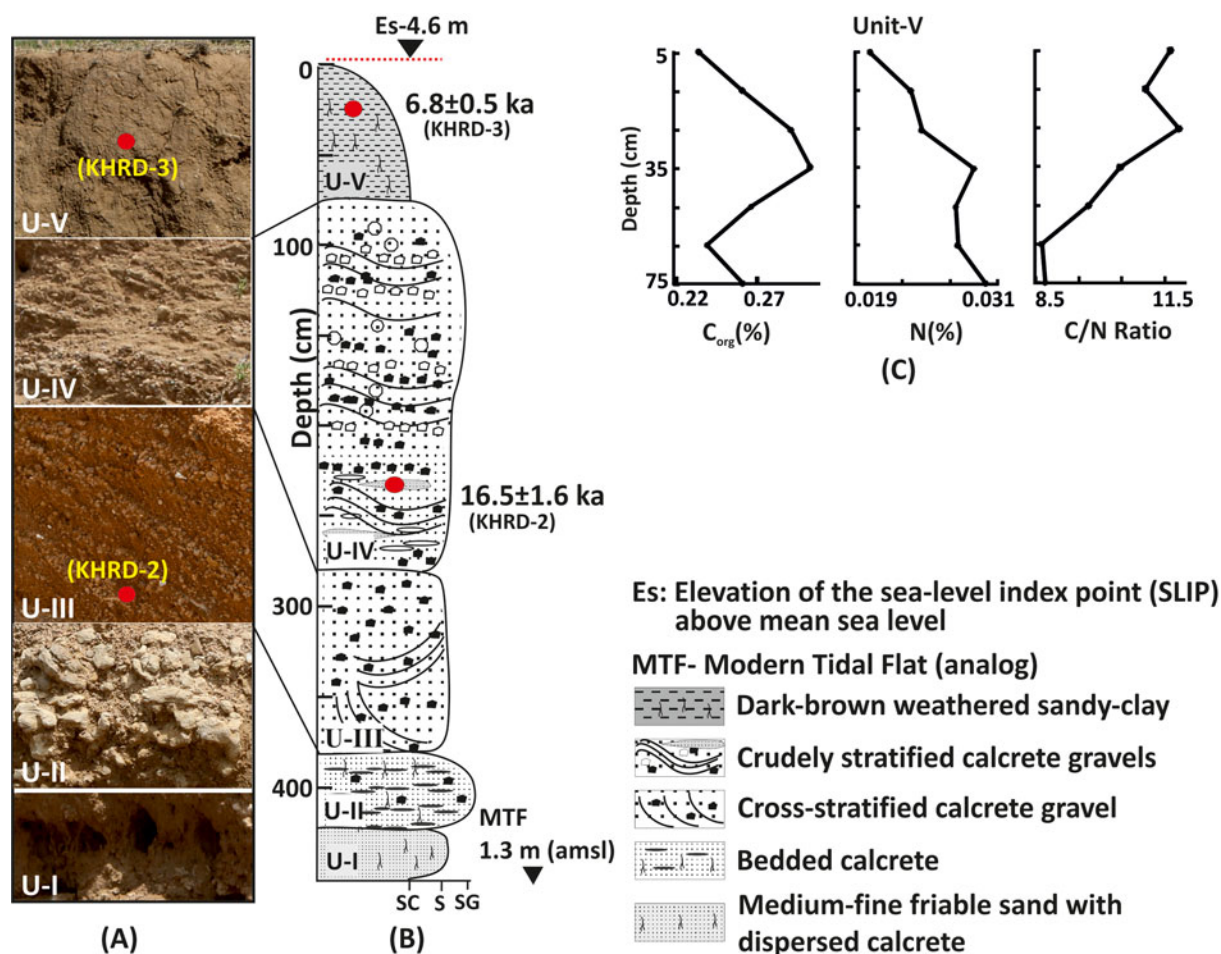 (KHRD-3)
U-V
U-IV
(KHRD-2)
U-III
U-II
U-I
(A)
Es-4.6 m
0
100
300
400
Depth (cm)
6.8±0.5 ka
(KHRD-3)
U-V
16.5±1.6 ka
(KHRD-2)
U-IV
U-III
U-II
U-I
MTF
1.3 m (amsl)
SC S SG
(B)
Unit-V
Depth (cm)
5
35
75
0.22 0.27
Corg(%)
0.019 0.031
N(%)
8.5 11.5
C/N Ratio
(C)
Es: Elevation of the sea-level index point (SLIP)
above mean sea level
MTF- Modern Tidal Flat (analog)
Dark-brown weathered sandy-clay
Crudely stratified calcrete gravels
Cross-stratified calcrete gravel
Bedded calcrete
Medium-fine friable sand with
dispersed calcrete